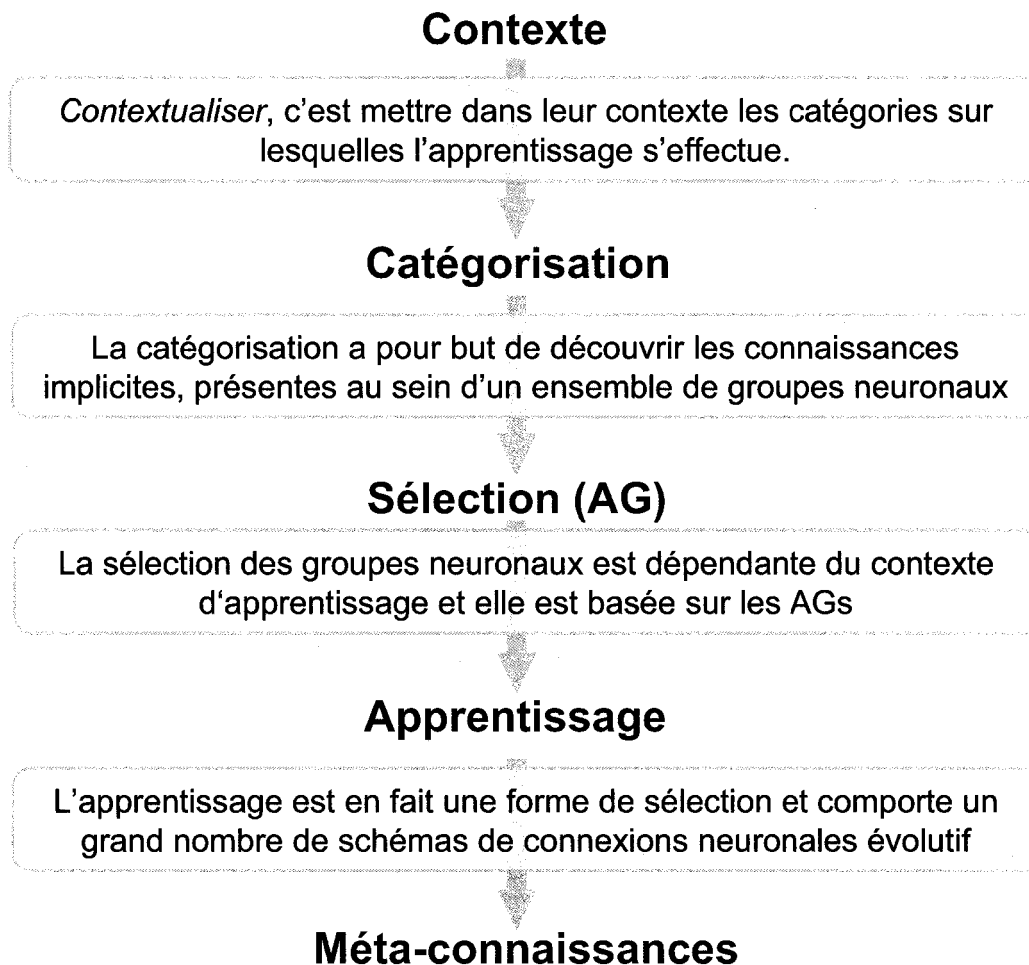 Contexte
Contextualiser, c’est mettre dans leur contexte les catégories sur
lesquelles l’apprentissage s’effectue.
Catégorisation
La catégorisation a pour but de découvrir les connaissances
implicites, présentes au sein d’un ensemble de groupes neuronaux
Sélection (AG)
La sélection des groupes neuronaux est dépendante du contexte
d‘apprentissage et elle est basée sur les AGs
Apprentissage
L’apprentissage est en fait une forme de sélection et comporte un
grand nombre de schémas de connexions neuronales évolutif
Méta-connaissances